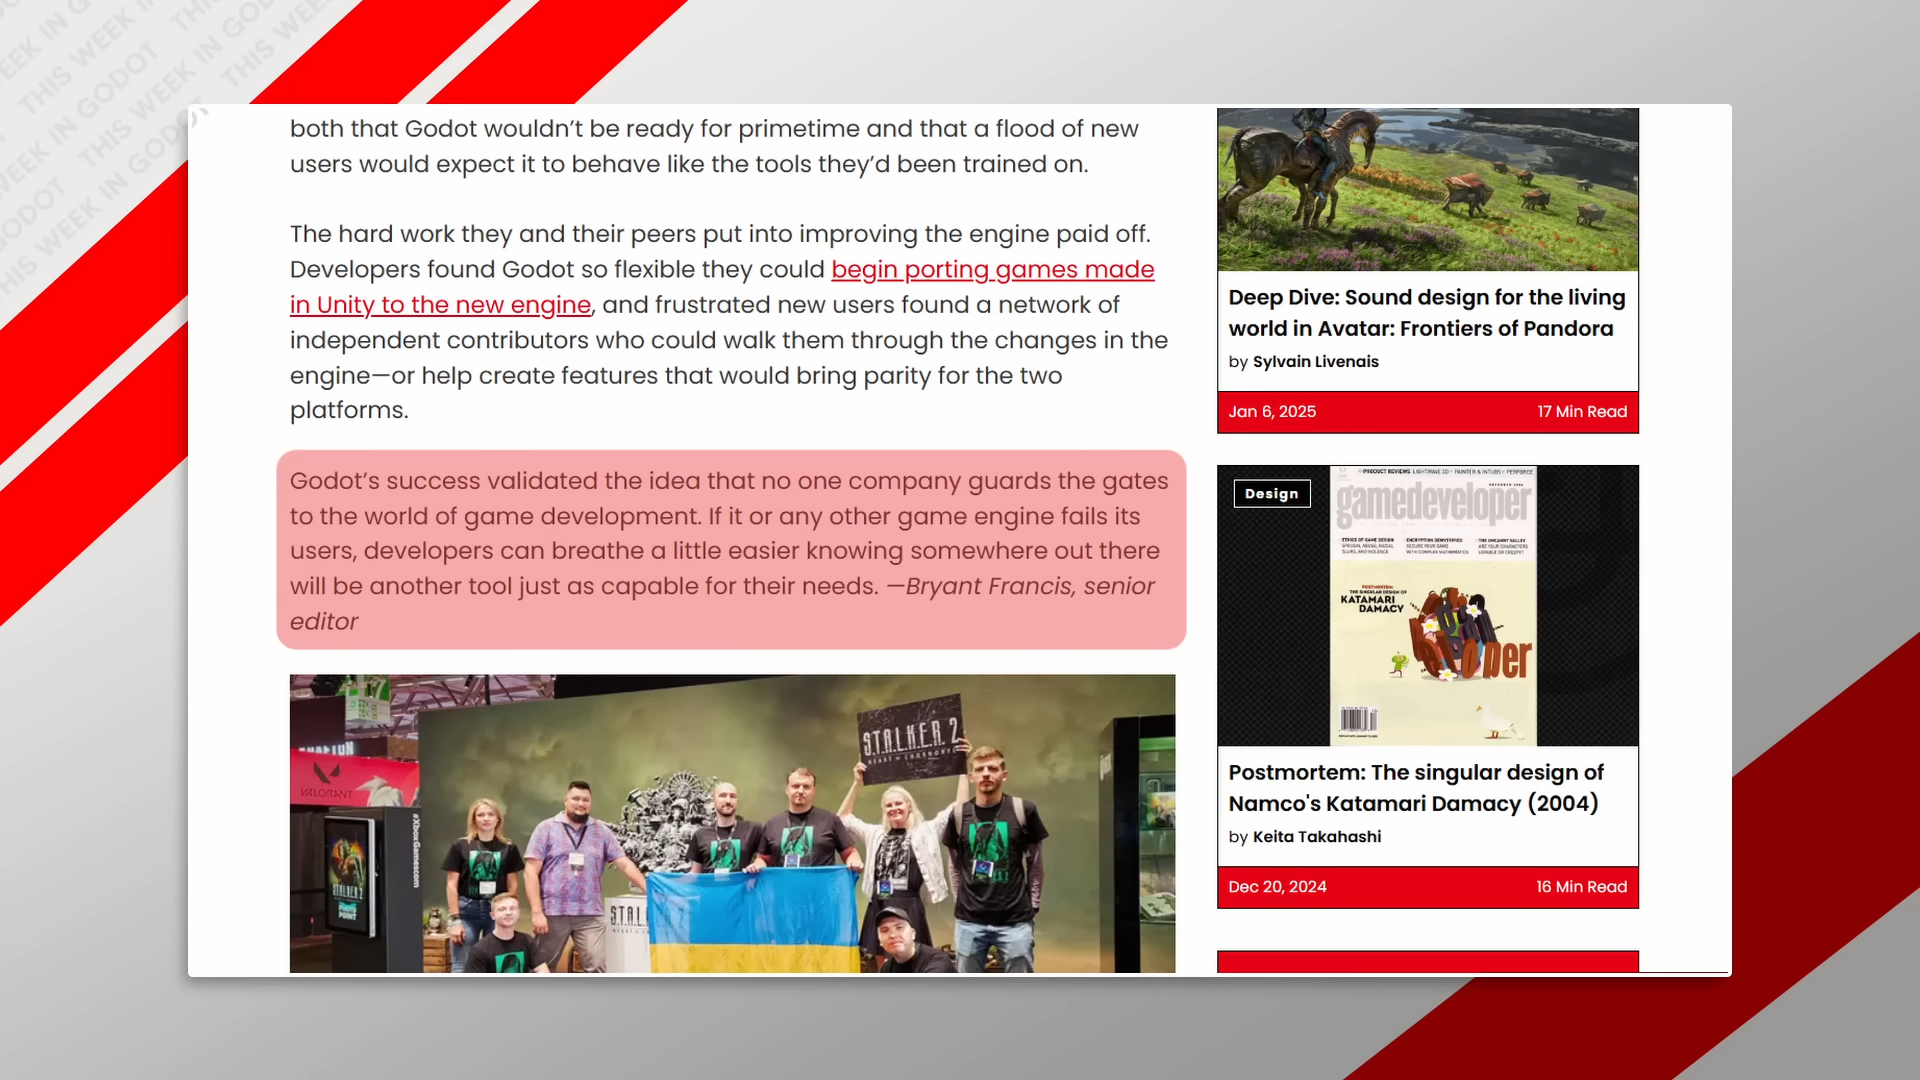 THIS WEEK IN GODOT
both that Godot wouldn’t be ready for primetime and that a flood of new
users would expect it to behave like the tools they’d been trained on.
The hard work they and their peers put into improving the engine paid off.
Developers found Godot so flexible they could begin porting games made
in Unity to the new engine, and frustrated new users found a network of
independent contributors who could walk them through the changes in the
engine—or help create features that would bring parity for the two
platforms.
Godot’s success validated the idea that no one company guards the gates
to the world of game development. If it or any other game engine fails its
users, developers can breathe a little easier knowing somewhere out there
will be another tool just as capable for their needs. —Bryant Francis, senior
editor
VALORANT
#XboxGamescom
S.T.A.L.K.E.R. 2
HEART OF CHORNOBYL
Deep Dive: Sound design for the living
world in Avatar: Frontiers of Pandora
by Sylvain Livenais
Jan 6, 2025
17 Min Read
Design
gamedeveloper
POSTMORTEM:
THE SINGULAR DESIGN OF
KATAMARI
DAMACY
Postmortem: The singular design of
Namco's Katamari Damacy (2004)
by Keita Takahashi
Dec 20, 2024
16 Min Read